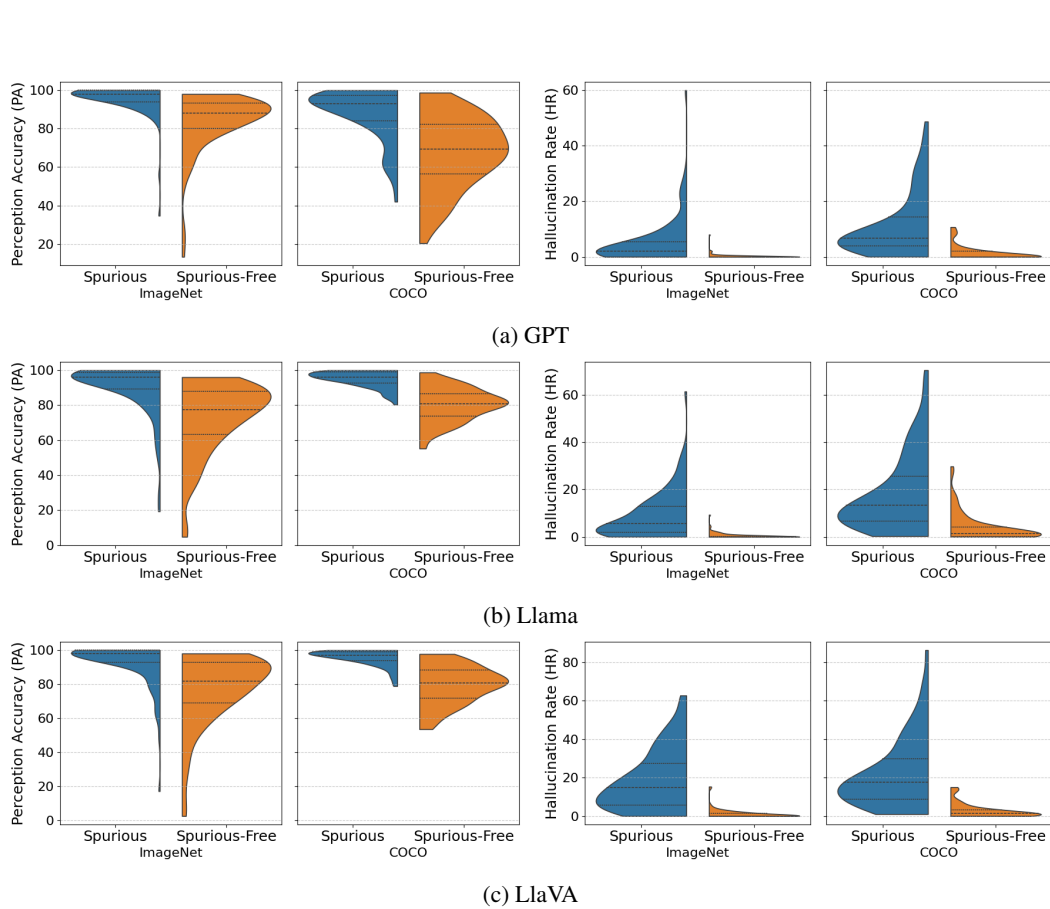 Perception Accuracy (PA)
100
80
60
40
20
Spurious Spurious-Free
ImageNet
Spurious Spurious-Free
COCO
Hallucination Rate (HR)
60
40
20
0
Spurious Spurious-Free
ImageNet
Spurious Spurious-Free
COCO
(a) GPT
Perception Accuracy (PA)
100
80
60
40
20
0
Spurious Spurious-Free
ImageNet
Spurious Spurious-Free
COCO
Hallucination Rate (HR)
60
40
20
0
Spurious Spurious-Free
ImageNet
Spurious Spurious-Free
COCO
(b) Llama
Perception Accuracy (PA)
100
80
60
40
20
0
Spurious Spurious-Free
ImageNet
Spurious Spurious-Free
COCO
Hallucination Rate (HR)
80
60
40
20
0
Spurious Spurious-Free
ImageNet
Spurious Spurious-Free
COCO
(c) LlaVA